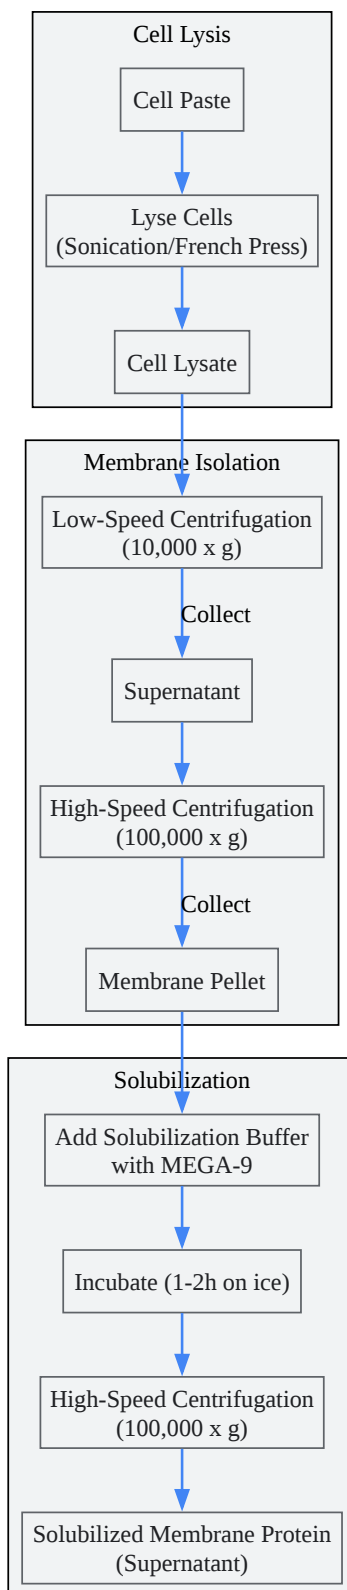 Cell Lysis
Cell Paste
Lyse Cells
(Sonication/French Press)
Cell Lysate
Membrane Isolation
Low-Speed Centrifugation
(10,000 x g)
Collect
Supernatant
High-Speed Centrifugation
(100,000 x g)
Collect
Membrane Pellet
Solubilization
Add Solubilization Buffer
with MEGA-9
Incubate (1-2h on ice)
High-Speed Centrifugation
(100,000 x g)
Solubilized Membrane Protein
(Supernatant)